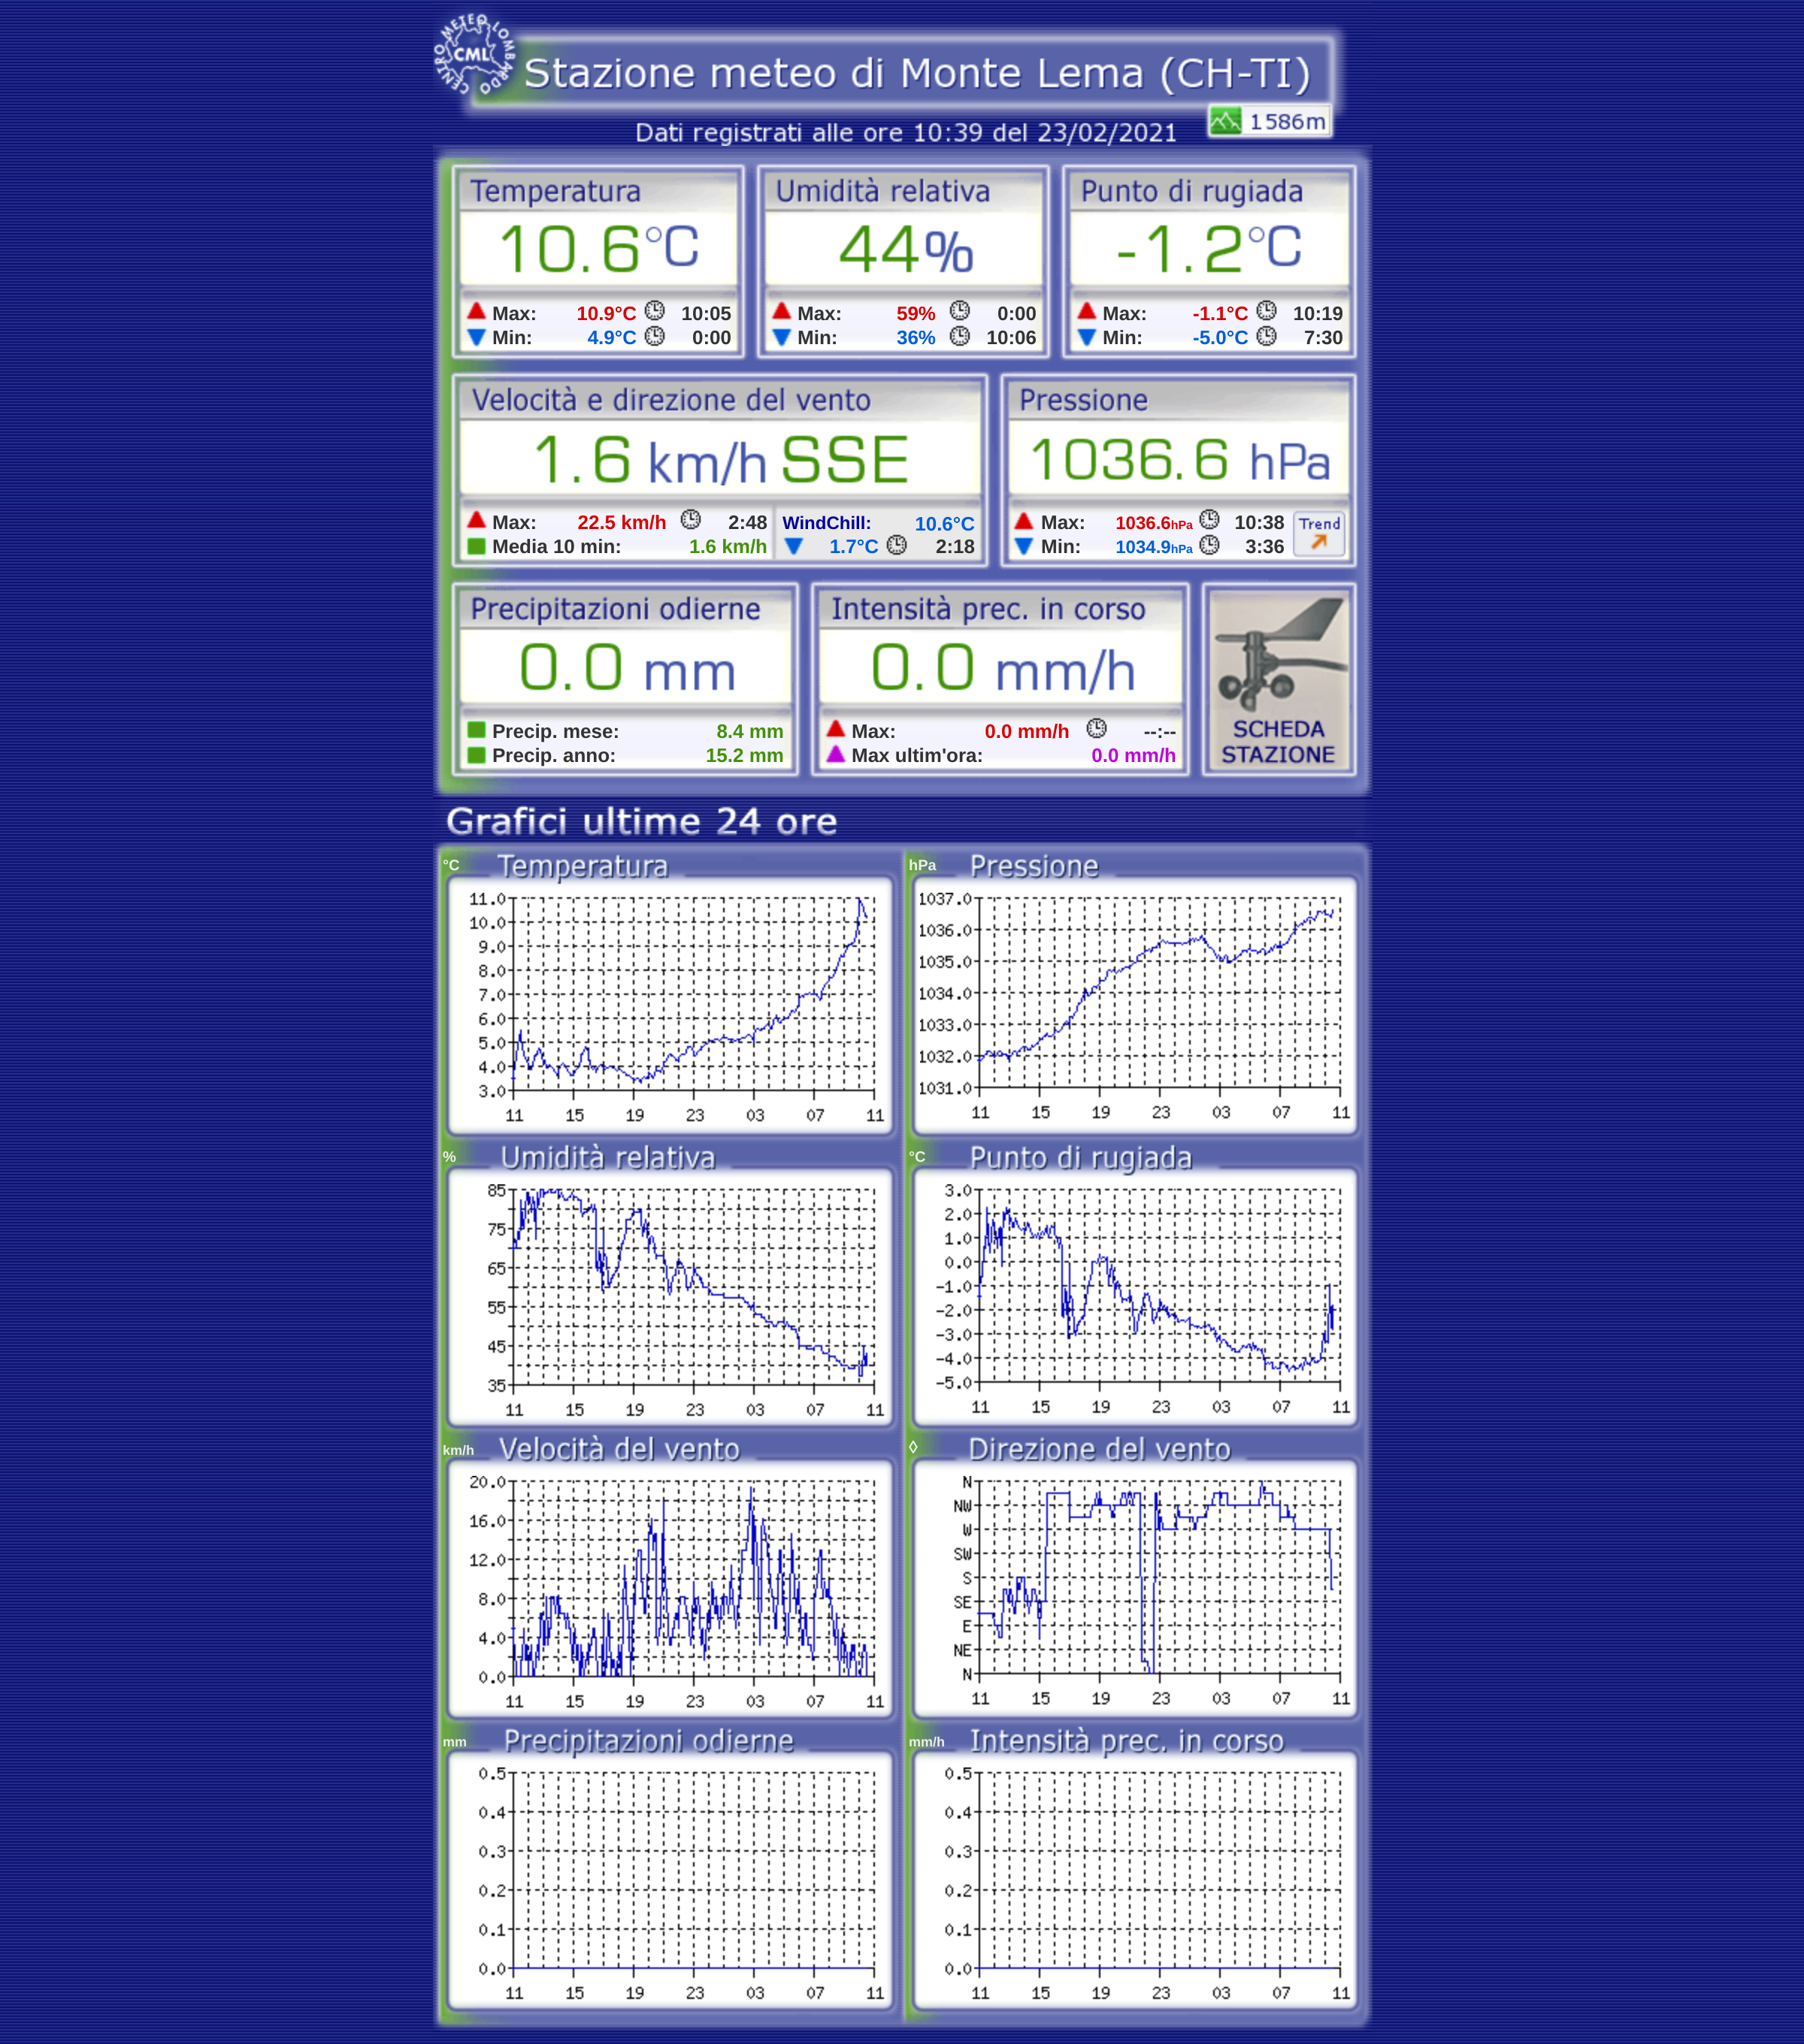 CENTRO METEO LOMBARDO
CML
Stazione meteo di Monte Lema (CH-TI)
1586m
Dati registrati alle ore 10:39 del 23/02/2021
Temperatura Umidità relativa Punto di rugiada
10.6°C 44% -1.2°C
Max: 10.9°C 10:05 Max: 59% 0:00 Max: -1.1°C 10:19
Min: 4.9°C 0:00 Min: 36% 10:06 Min: -5.0°C 7:30
Velocità e direzione del vento Pressione
1.6 km/h SSE 1036.6 hPa
Max: 22.5 km/h 2:48 WindChill: 10.6°C Max: 1036.6hPa 10:38 Trend
Media 10 min: 1.6 km/h 1.7°C 2:18 Min: 1034.9hPa 3:36
Precipitazioni odierne Intensità prec. in corso
0.0 mm 0.0 mm/h
Precip. mese: 8.4 mm Max: 0.0 mm/h --:-- SCHEDA
Precip. anno: 15.2 mm Max ultim'ora: 0.0 mm/h STAZIONE
Grafici ultime 24 ore
°C Temperatura
11.0
10.0
9.0
8.0
7.0
6.0
5.0
4.0
3.0
11 15 19 23 03 07 11
hPa Pressione
1037.0
1036.0
1035.0
1034.0
1033.0
1032.0
1031.0
11 15 19 23 03 07 11
% Umidità relativa
85
75
65
55
45
35
11 15 19 23 03 07 11
°C Punto di rugiada
3.0
2.0
1.0
0.0
-1.0
-2.0
-3.0
-4.0
-5.0
11 15 19 23 03 07 11
km/h Velocità del vento
20.0
16.0
12.0
8.0
4.0
0.0
11 15 19 23 03 07 11
◊ Direzione del vento
N
NW
W
SW
S
SE
E
NE
N
11 15 19 23 03 07 11
mm Precipitazioni odierne
0.5
0.4
0.3
0.2
0.1
0.0
11 15 19 23 03 07 11
mm/h Intensità prec. in corso
0.5
0.4
0.3
0.2
0.1
0.0
11 15 19 23 03 07 11